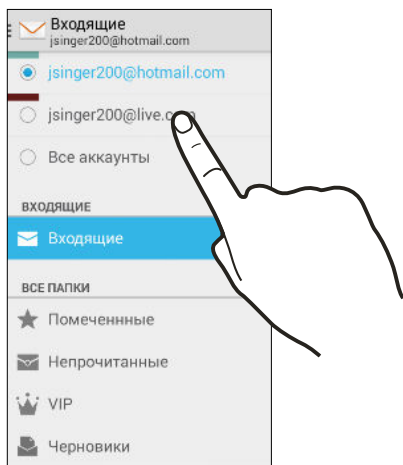 Входящие
jsinger200@hotmail.com
jsinger200@hotmail.com
jsinger200@live.com
Все аккаунты
ВХОДЯЩИЕ
Входящие
ВСЕ ПАПКИ
Помеченнные
Непрочитанные
VIP
Черновики